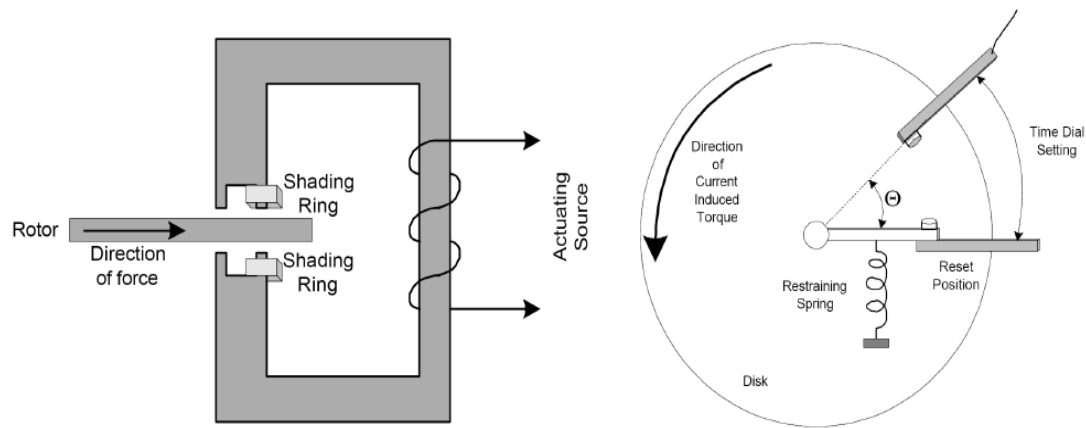 Shading
Ring
Rotor
Direction
of force
Shading
Ring
Actuating
Source
Direction
of
Current
Induced
Torque
Time Dial
Setting
Θ
Restraining
Spring
Reset
Position
Disk